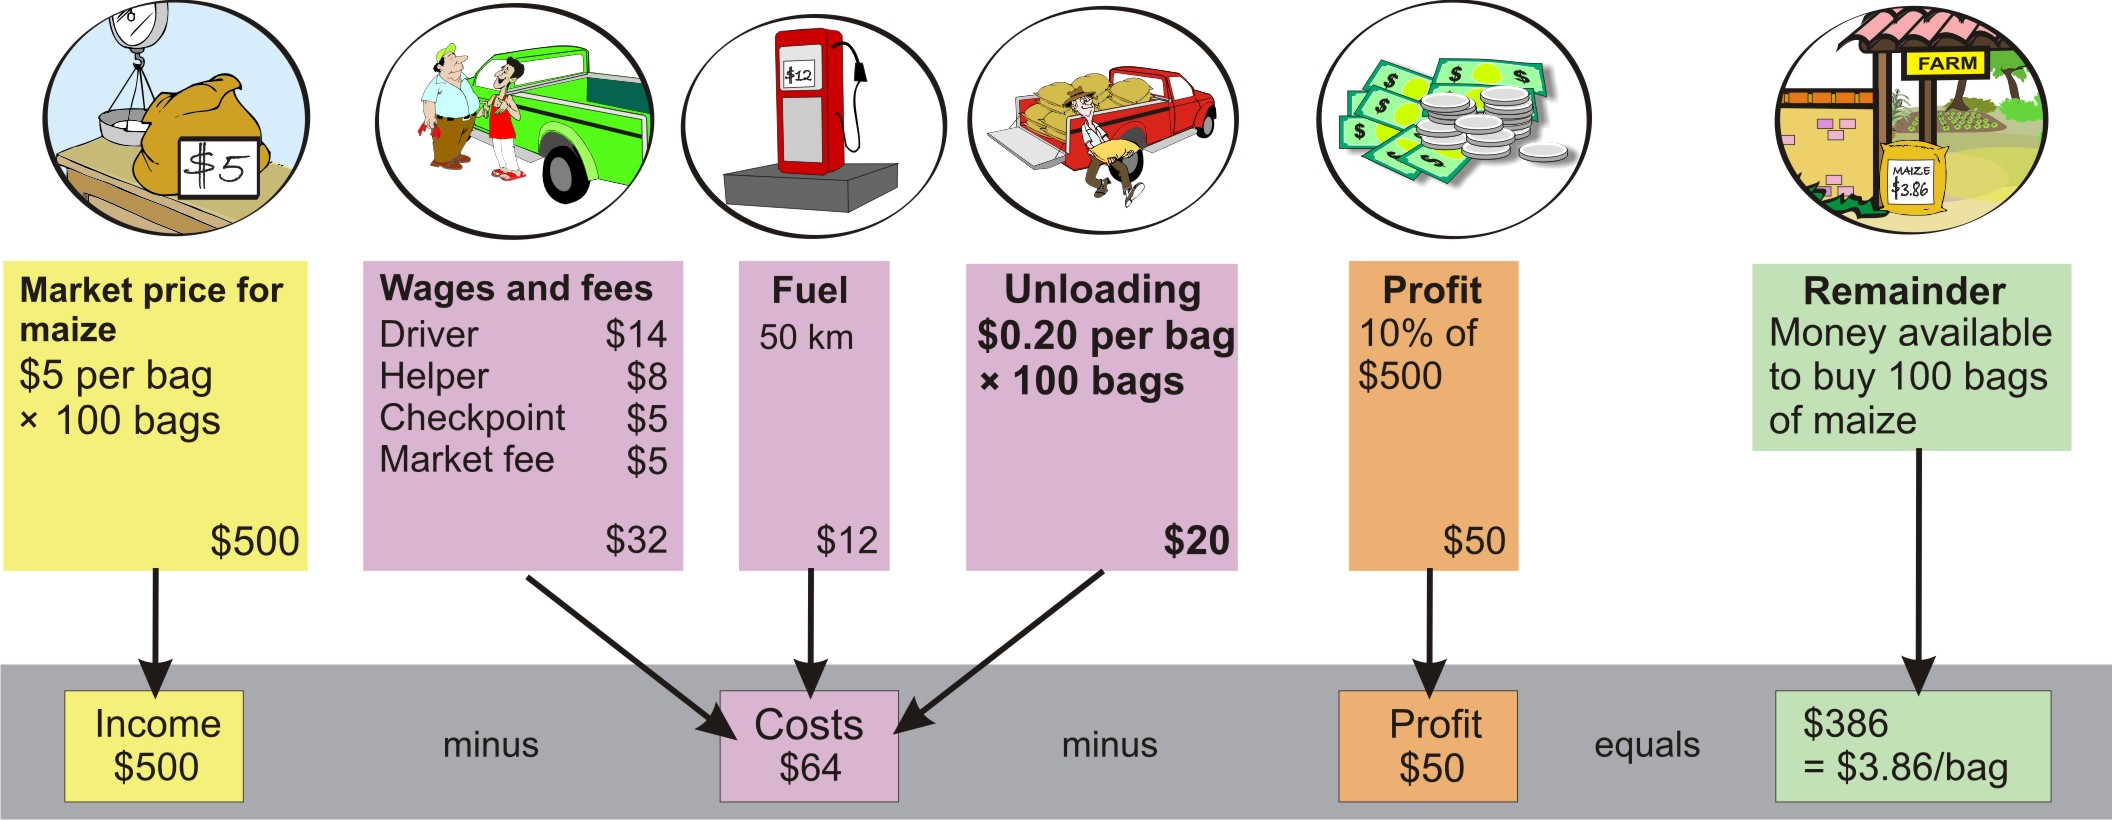 $5
$12
FARM
MAIZE
$3.86
Market price for
maize
$5 per bag
× 100 bags
$500
Wages and fees
Driver $14
Helper $8
Checkpoint $5
Market fee $5
$32
Fuel
50 km
$12
Unloading
$0.20 per bag
× 100 bags
$20
Profit
10% of
$500
$50
Remainder
Money available
to buy 100 bags
of maize
Income
$500
minus
Costs
$64
minus
Profit
$50
equals
$386
= $3.86/bag